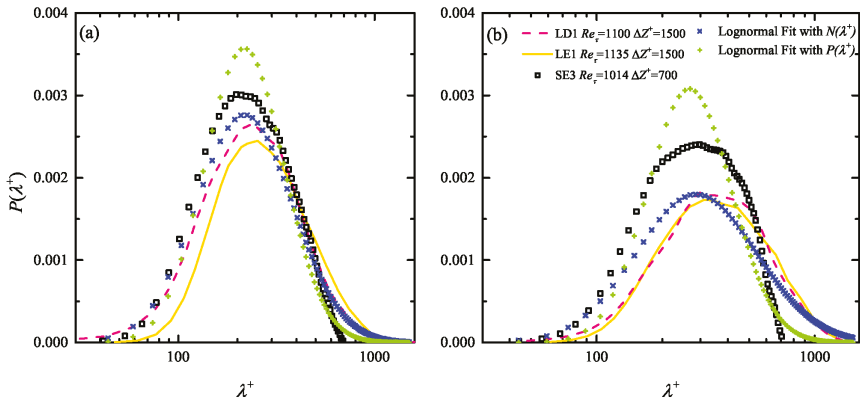 (a)
(b)
LD1 Reτ=1100 ΔZ+=1500
LE1 Reτ=1135 ΔZ+=1500
SE3 Reτ=1014 ΔZ+=700
Lognormal Fit with N(λ+)
Lognormal Fit with P(λ+)
P(λ+)
0.004
0.003
0.002
0.001
0.000
100
1000
λ+
0.004
0.003
0.002
0.001
0.000
100
1000
λ+